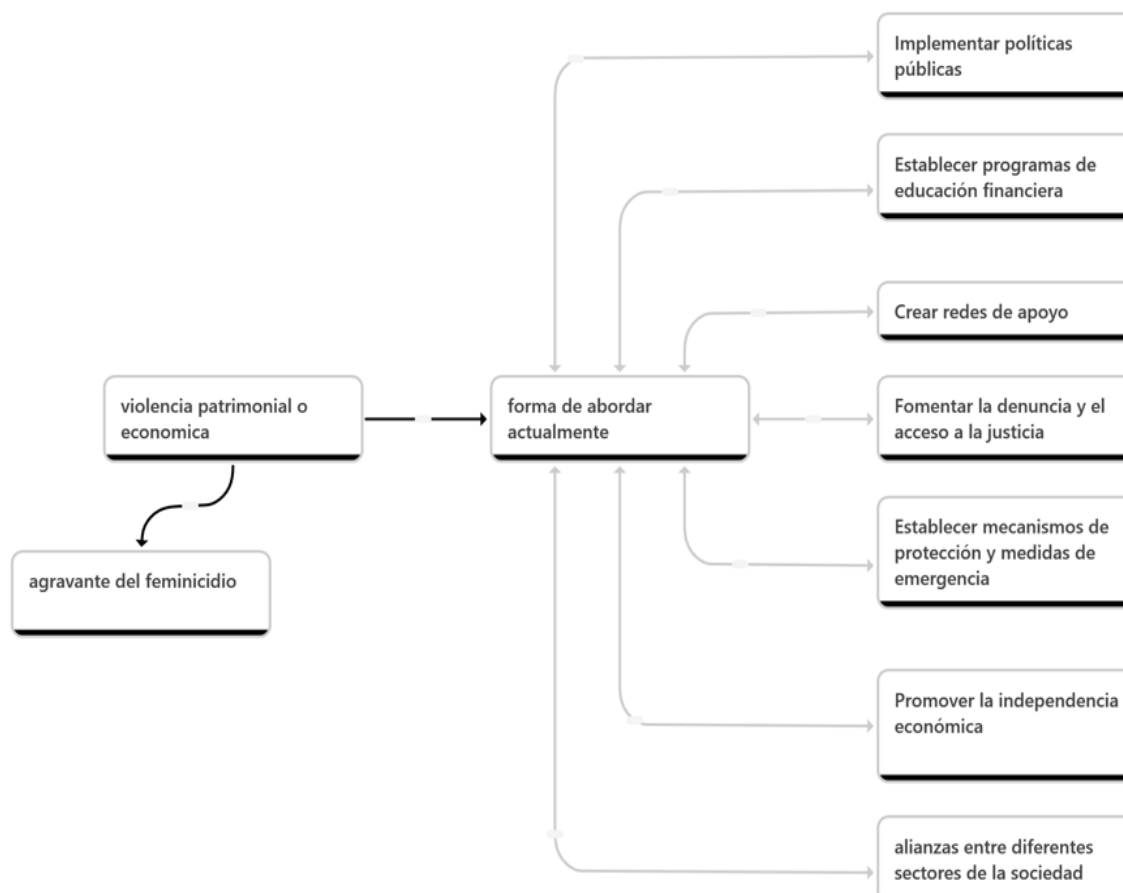 Implementar políticas
públicas
Establecer programas de
educación financiera
Crear redes de apoyo
violencia patrimonial o
economica
forma de abordar
actualmente
Fomentar la denuncia y el
acceso a la justicia
Establecer mecanismos de
protección y medidas de
emergencia
agravante del feminicidio
Promover la independencia
económica
alianzas entre diferentes
sectores de la sociedad